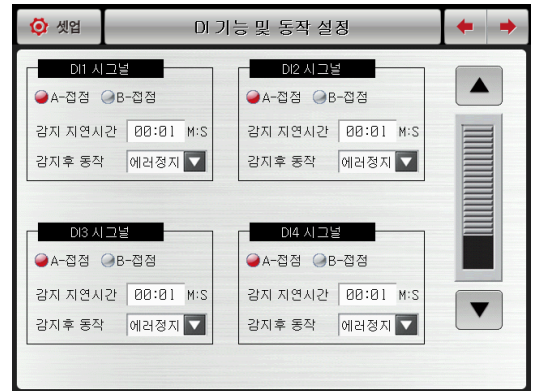 셋업
DI 기능 및 동작 설정
DI1 시그널
A-접점 B-접점
감지 지연시간 00:01 M:S
감지후 동작 에러정지
DI2 시그널
A-접점 B-접점
감지 지연시간 00:01 M:S
감지후 동작 에러정지
DI3 시그널
A-접점 B-접점
감지 지연시간 00:01 M:S
감지후 동작 에러정지
DI4 시그널
A-접점 B-접점
감지 지연시간 00:01 M:S
감지후 동작 에러정지